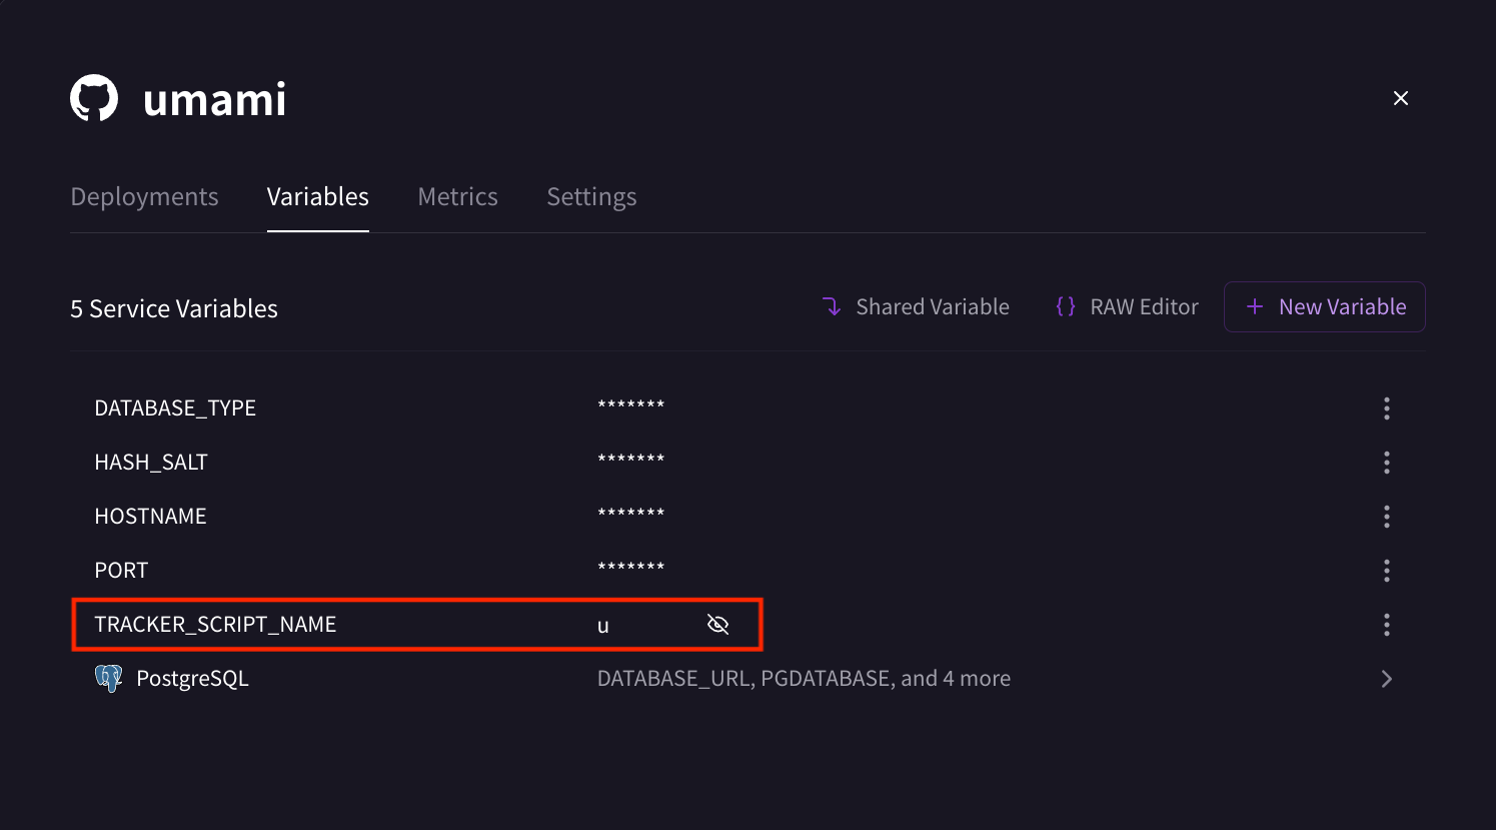 umami
Deployments Variables Metrics Settings
5 Service Variables Shared Variable {} RAW Editor + New Variable
DATABASE_TYPE *******
HASH_SALT *******
HOSTNAME *******
PORT *******
TRACKER_SCRIPT_NAME u
PostgreSQL DATABASE_URL, PGDATABASE, and 4 more